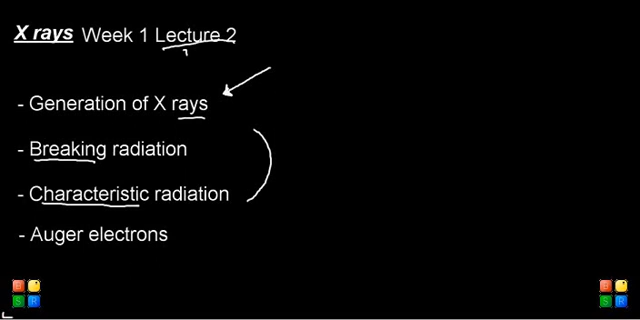 X rays Week 1 Lecture 2
- Generation of X rays
- Breaking radiation
- Characteristic radiation
- Auger electrons
B
S R
B
S R